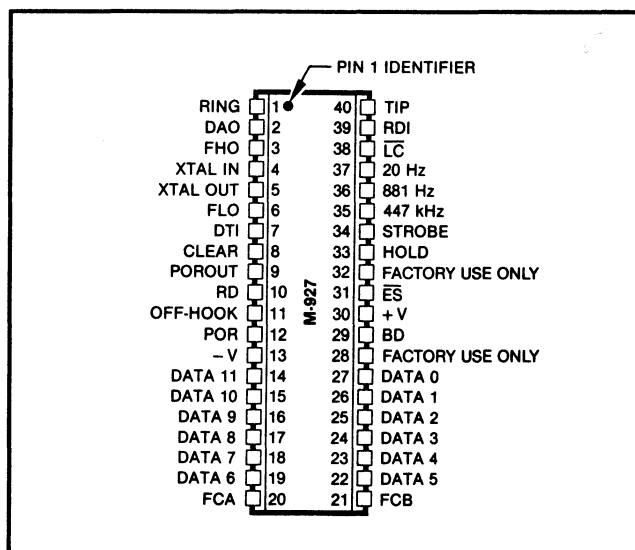 PIN 1 IDENTIFIER
RING 1 40 TIP
DAO 2 39 RDI
FHO 3 38 L̅C̅
XTAL IN 4 37 20 Hz
XTAL OUT 5 36 881 Hz
FLO 6 35 447 kHz
DTI 7 34 STROBE
CLEAR 8 33 HOLD
POROUT 9 32 FACTORY USE ONLY
RD 10 31 E̅S̅
OFF-HOOK 11 30 + V
POR 12 29 BD
– V 13 28 FACTORY USE ONLY
DATA 11 14 27 DATA 0
DATA 10 15 26 DATA 1
DATA 9 16 25 DATA 2
DATA 8 17 24 DATA 3
DATA 7 18 23 DATA 4
DATA 6 19 22 DATA 5
FCA 20 21 FCB
M-927